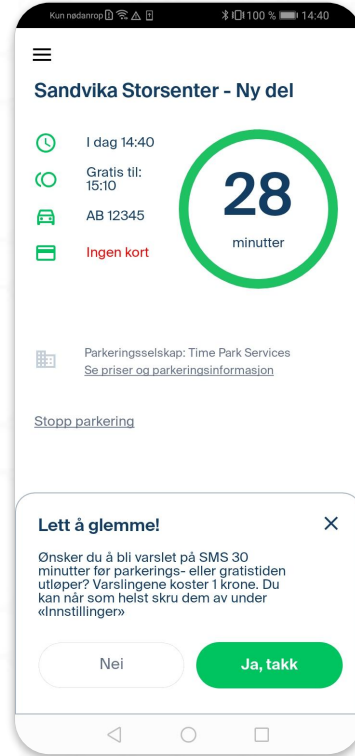 Kun nødanrop 100 % 14:40
Sandvika Storsenter - Ny del
I dag 14:40
Gratis til:
15:10
AB 12345
Ingen kort
28
minutter
Parkeringsselskap: Time Park Services
Se priser og parkeringsinformasjon
Stopp parkering
Lett å glemme!
Ønsker du å bli varslet på SMS 30
minutter før parkerings- eller gratistiden
utløper? Varslingene koster 1 krone. Du
kan når som helst skru dem av under
«Innstillinger»
Nei
Ja, takk